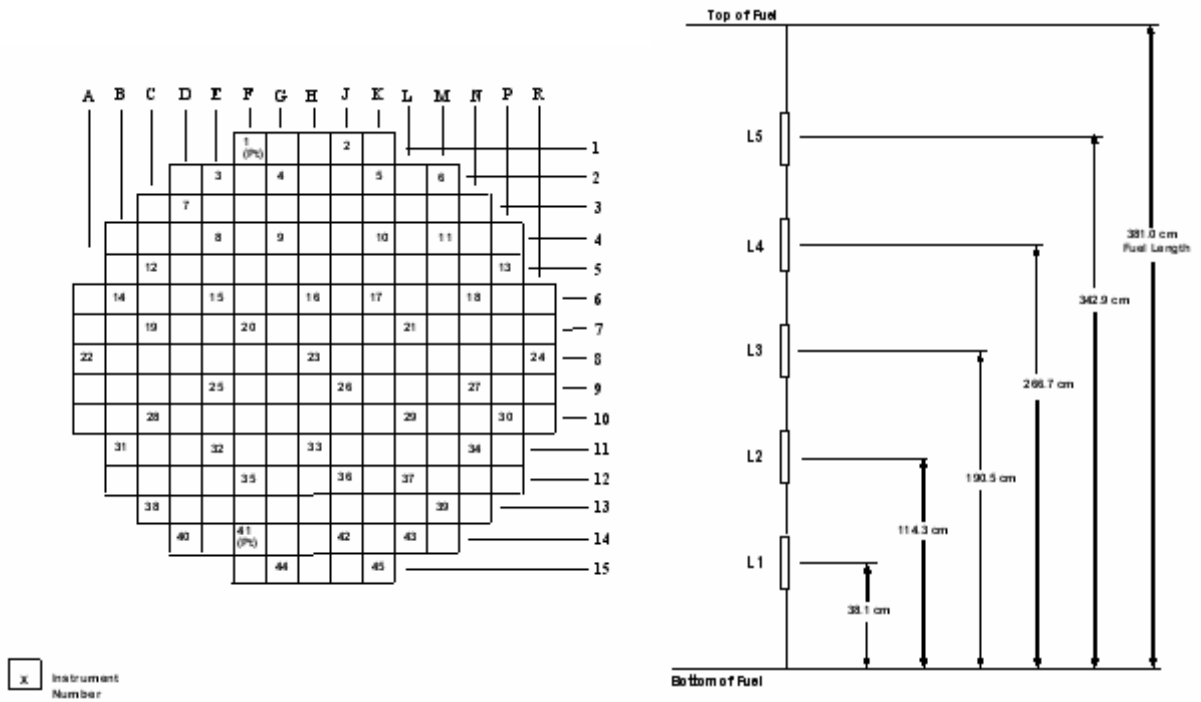 A B C D E F G H J K L M N P R
1 (Pt) 2 1
3 4 5 6 2
7 3
8 9 10 11 4
12 13 5
14 15 16 17 18 6
19 20 21 7
22 23 24 8
25 26 27 9
28 29 30 10
31 32 33 34 11
35 36 37 12
38 39 13
40 41 (Pt) 42 43 14
44 45 15
x Instrument
Number
Top of Fuel
L5
L4
381.0 cm
Fuel Length
342.9 cm
L3
266.7 cm
L2
190.5 cm
114.3 cm
L1
38.1 cm
Bottom of Fuel